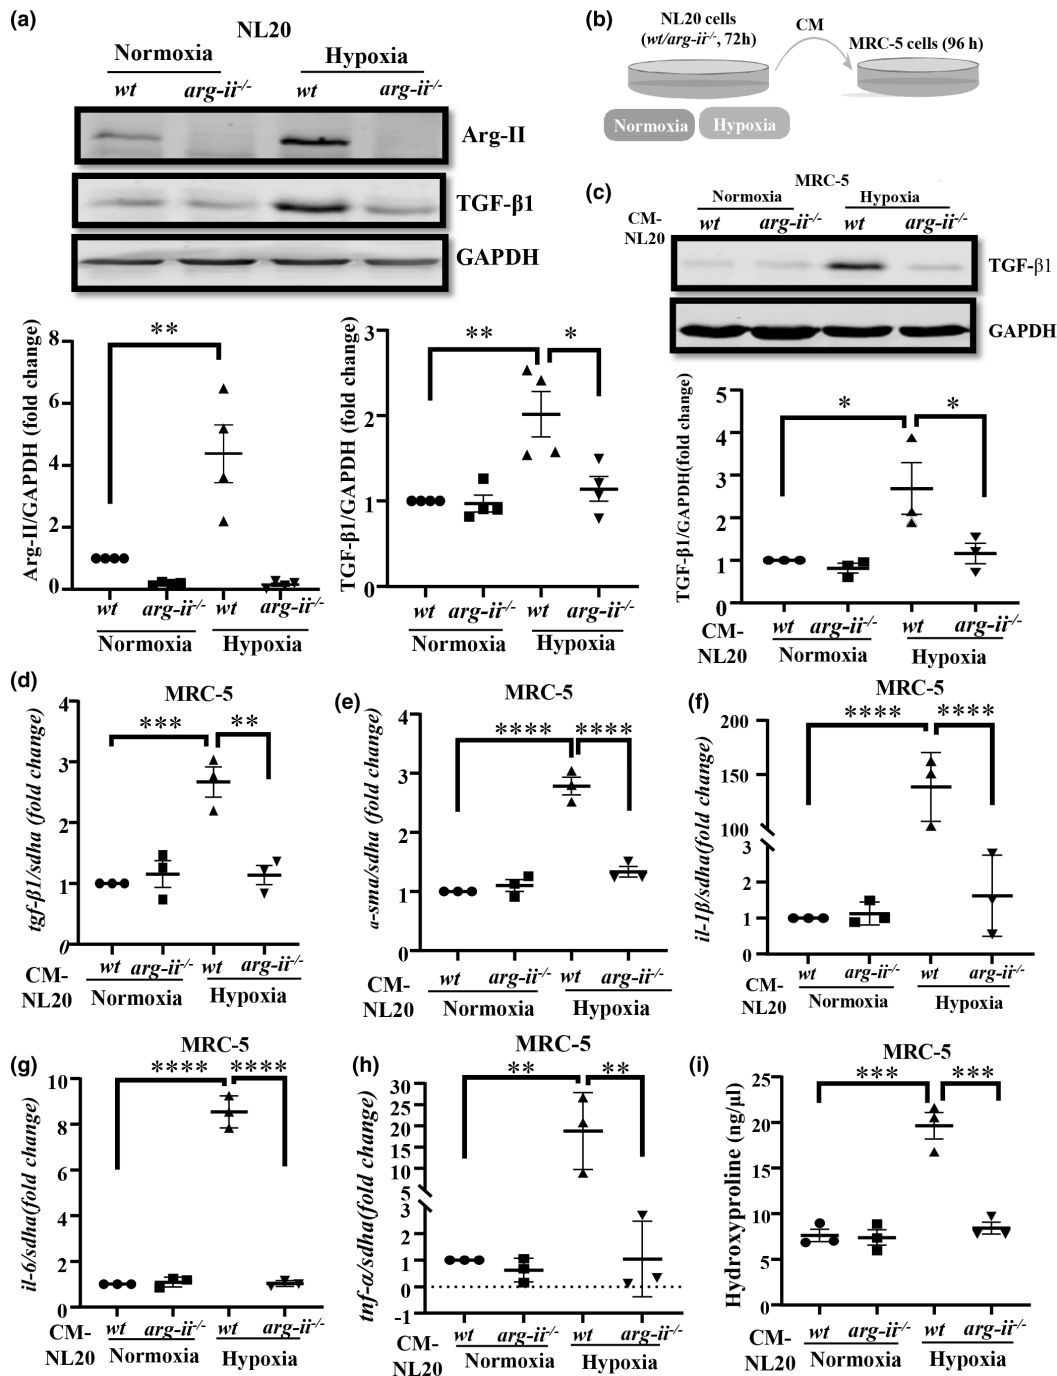 (a)
NL20
Normoxia Hypoxia
wt arg-ii-/- wt arg-ii-/-
Arg-II
TGF-β1
GAPDH
Arg-II/GAPDH (fold change)
8
6
4
2
0
**
wt arg-ii-/- wt arg-ii-/-
Normoxia Hypoxia
TGF-β1/GAPDH (fold change)
3
2
1
0
** *
wt arg-ii-/- wt arg-ii-/-
Normoxia Hypoxia
(b)
NL20 cells
(wt/arg-ii-/-, 72h)
CM
MRC-5 cells (96 h)
Normoxia Hypoxia
(c)
MRC-5
Normoxia Hypoxia
CM-
NL20
wt arg-ii-/- wt arg-ii-/-
TGF-β1
GAPDH
TGF-β1/GAPDH(fold change)
5
4
3
2
1
0
* *
CM-
NL20
wt arg-ii-/- wt arg-ii-/-
Normoxia Hypoxia
(d)
MRC-5
tgf-β1/sdha (fold change)
4
3
2
1
0
*** **
CM-
NL20
wt arg-ii-/- wt arg-ii-/-
Normoxia Hypoxia
(e)
MRC-5
a-sma/sdha (fold change)
4
3
2
1
0
**** ****
CM-
NL20
wt arg-ii-/- wt arg-ii-/-
Normoxia Hypoxia
(f)
MRC-5
il-1β/sdha(fold change)
200
150
100
3
2
1
0
**** ****
CM-
NL20
wt arg-ii-/- wt arg-ii-/-
Normoxia Hypoxia
(g)
MRC-5
il-6/sdha(fold change)
10
8
6
4
2
0
**** ****
CM-
NL20
wt arg-ii-/- wt arg-ii-/-
Normoxia Hypoxia
(h)
MRC-5
tnf-α/sdha(fold change)
30
25
20
15
10
5
3
2
1
0
-1
** **
CM-
NL20
wt arg-ii-/- wt arg-ii-/-
Normoxia Hypoxia
(i)
MRC-5
Hydroxyproline (ng/μl)
25
20
15
10
5
0
*** ***
CM-
NL20
wt arg-ii-/- wt arg-ii-/-
Normoxia Hypoxia